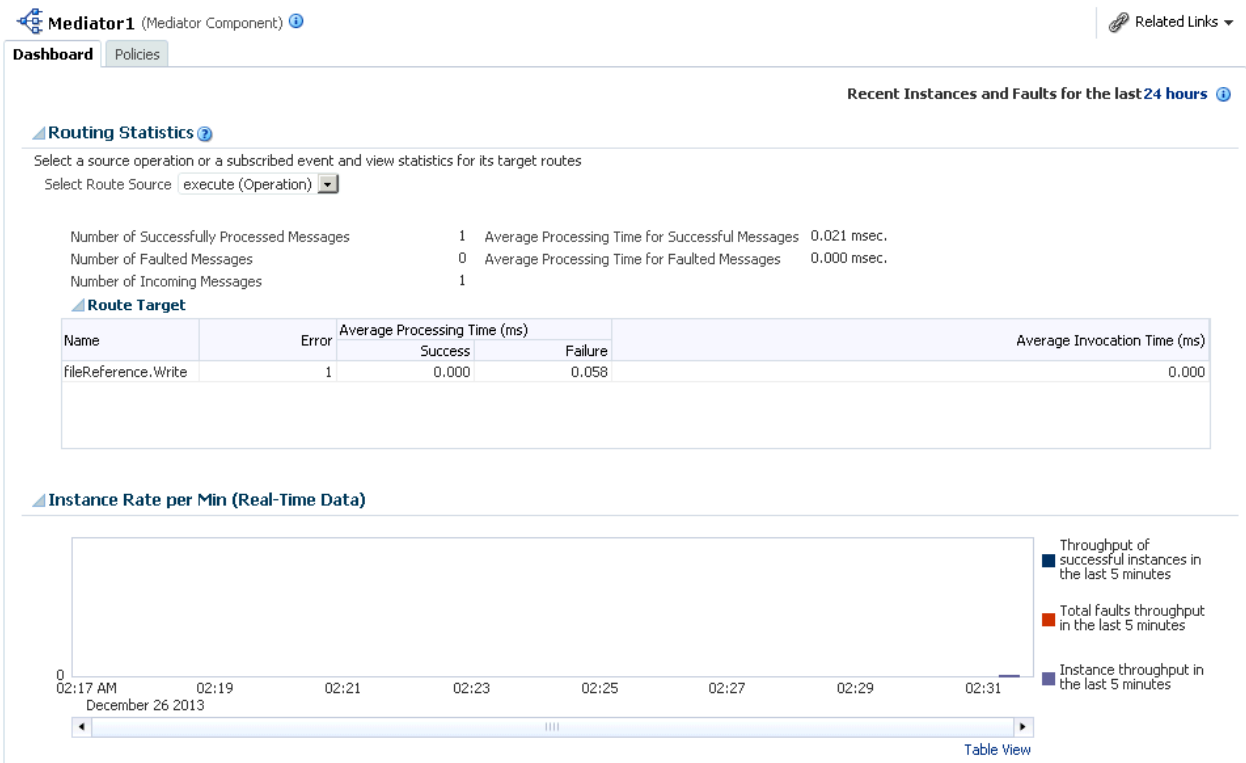 Mediator1 (Mediator Component)
Related Links
Dashboard Policies
Recent Instances and Faults for the last24 hours
Routing Statistics
Select a source operation or a subscribed event and view statistics for its target routes
Select Route Source execute (Operation)
Number of Successfully Processed Messages 1 Average Processing Time for Successful Messages 0.021 msec.
Number of Faulted Messages 0 Average Processing Time for Faulted Messages 0.000 msec.
Number of Incoming Messages 1
Route Target
Name Error Average Processing Time (ms) Average Invocation Time (ms)
Success Failure
fileReference.Write 1 0.000 0.058 0.000
Instance Rate per Min (Real-Time Data)
Throughput of
successful instances in
the last 5 minutes
Total faults throughput
in the last 5 minutes
Instance throughput in
the last 5 minutes
0
02:17 AM 02:19 02:21 02:23 02:25 02:27 02:29 02:31
December 26 2013
Table View